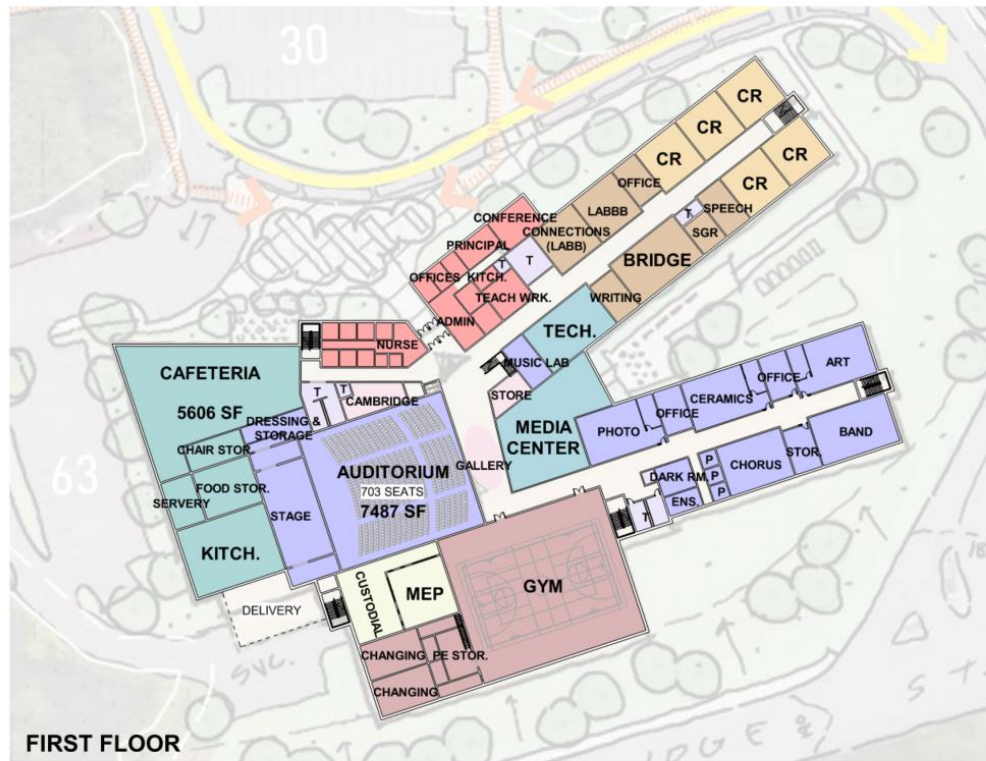 30
CR
CR
CR
CR
CR
OFFICE
LABBB
SPEECH
T
CONFERENCE
CONNECTIONS
(LABB)
SGR
PRINCIPAL
BRIDGE
T
T
OFFICES
KITCH.
TEACH WRK.
WRITING
ADMIN
TECH.
NURSE
MUSIC LAB
ART
OFFICE
CAFETERIA
5606 SF
T
T
CAMBRIDGE
STORE
CERAMICS
OFFICE
DRESSING &
STORAGE
MEDIA
CENTER
PHOTO
BAND
CHAIR STOR.
STOR.
AUDITORIUM
703 SEATS
7487 SF
GALLERY
P
P
P
CHORUS
DARK RM.
63
FOOD STOR.
SERVERY
STAGE
ENS.
T
KITCH.
GYM
MEP
CUSTODIAL
DELIVERY
CHANGING
PE STOR.
CHANGING
SVC.
FIRST FLOOR